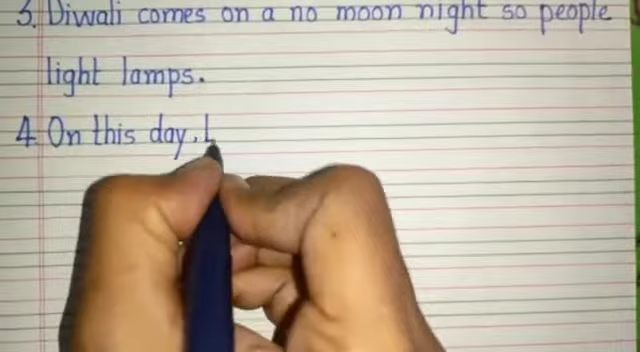 3. Diwali comes on a no moon night so people
light lamps.
4. On this day,